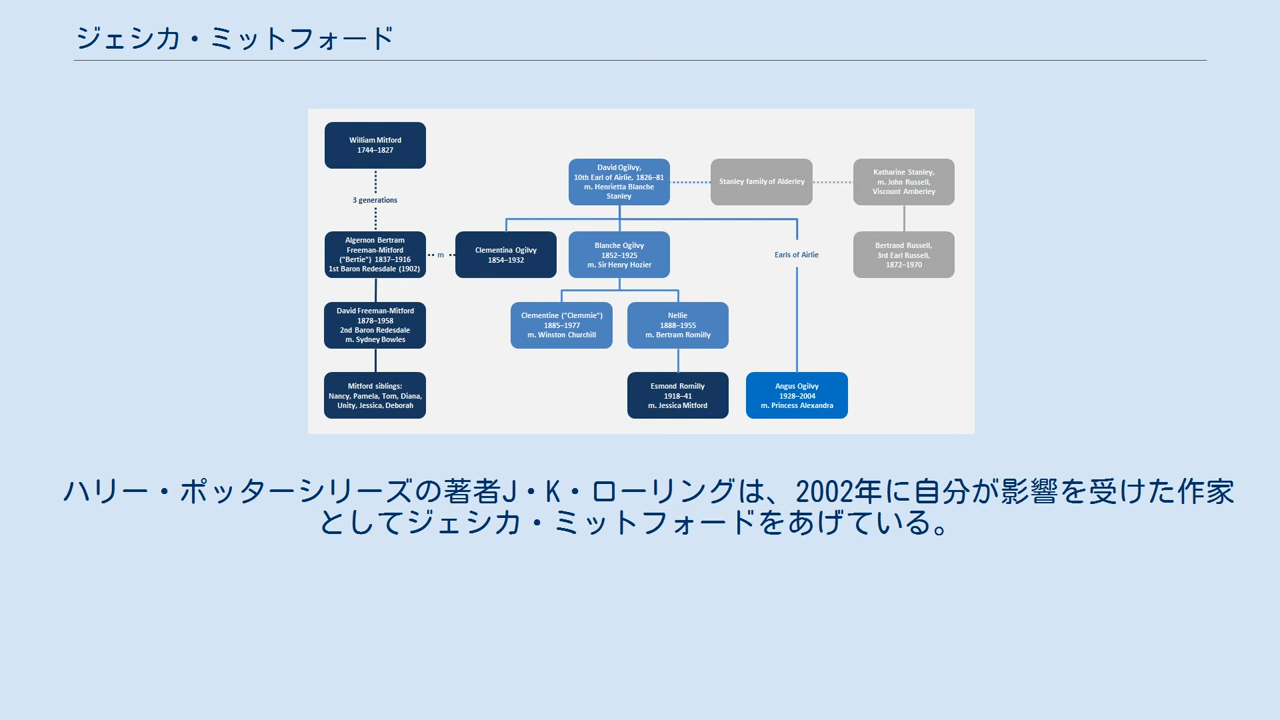 ジェシカ・ミットフォード
William Mitford
1744–1827
3 generations
Algernon Bertram
Freeman-Mitford
("Bertie") 1837–1916
1st Baron Redesdale (1902)
m
Clementina Ogilvy
1854–1932
David Freeman-Mitford
1878–1958
2nd Baron Redesdale
m. Sydney Bowles
Mitford siblings:
Nancy, Pamela, Tom, Diana,
Unity, Jessica, Deborah
David Ogilvy,
10th Earl of Airlie, 1826–81
m. Henrietta Blanche
Stanley
Stanley family of Alderley
Katharine Stanley,
m. John Russell,
Viscount Amberley
Blanche Ogilvy
1852–1925
m. Sir Henry Hozier
Earls of Airlie
Bertrand Russell,
3rd Earl Russell,
1872–1970
Clementine ("Clemmie")
1885–1977
m. Winston Churchill
Nellie
1888–1955
m. Bertram Romilly
Esmond Romilly
1918–41
m. Jessica Mitford
Angus Ogilvy
1928–2004
m. Princess Alexandra
ハリー・ポッターシリーズの著者J・K・ローリングは、2002年に自分が影響を受けた作家
としてジェシカ・ミットフォードをあげている。